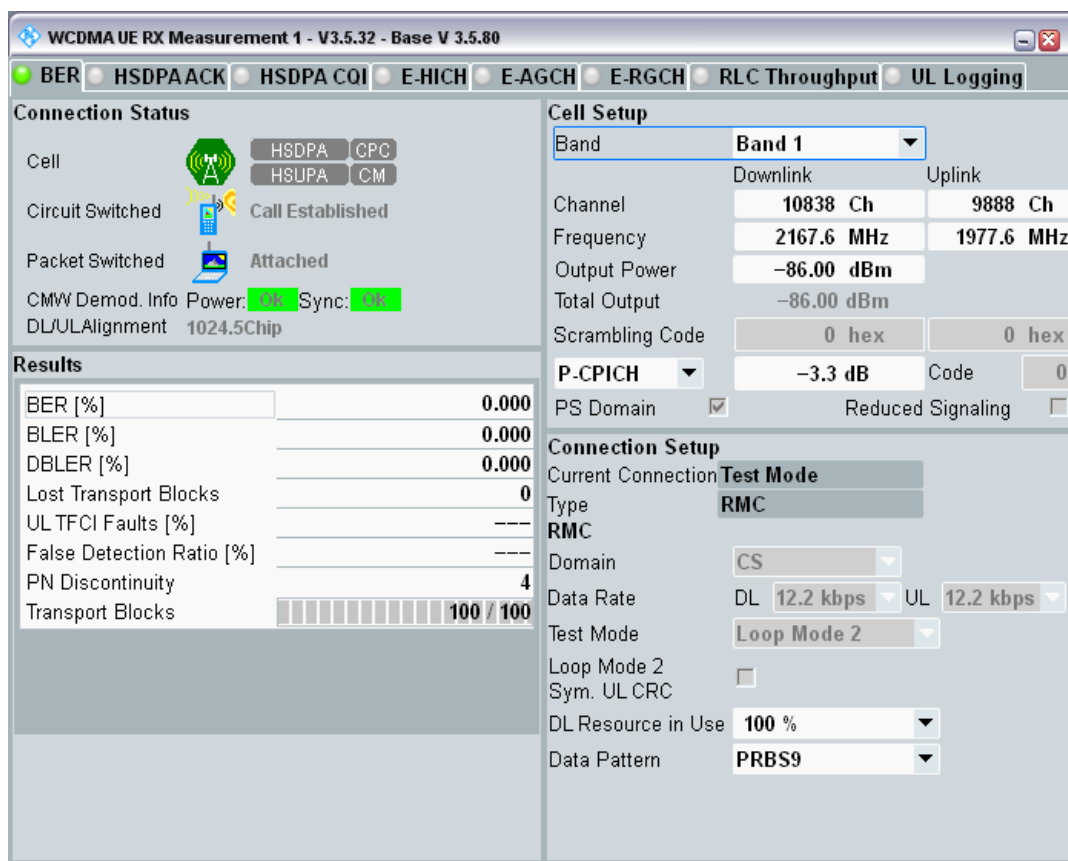 WCDMA UE RX Measurement 1 - V3.5.32 - Base V 3.5.80
BER HSDPA ACK HSDPA CQI E-HICH E-AGCH E-RGCH RLC Throughput UL Logging
Connection Status
Cell HSDPA CPC
HSUPA CM
Circuit Switched Call Established
Packet Switched Attached
CMW Demod. Info Power: Ok Sync: Ok
DL/UL Alignment 1024.5Chip
Results
BER [%] 0.000
BLER [%] 0.000
DBLER [%] 0.000
Lost Transport Blocks 0
UL TFCI Faults [%] ---
False Detection Ratio [%] ---
PN Discontinuity 4
Transport Blocks 100 / 100
Cell Setup
Band Band 1
Downlink Uplink
Channel 10838 Ch 9888 Ch
Frequency 2167.6 MHz 1977.6 MHz
Output Power −86.00 dBm
Total Output −86.00 dBm
Scrambling Code 0 hex 0 hex
P-CPICH −3.3 dB Code 0
PS Domain Reduced Signaling
Connection Setup
Current Connection Test Mode
Type RMC
RMC
Domain CS
Data Rate DL 12.2 kbps UL 12.2 kbps
Test Mode Loop Mode 2
Loop Mode 2
Sym. UL CRC
DL Resource in Use 100 %
Data Pattern PRBS9